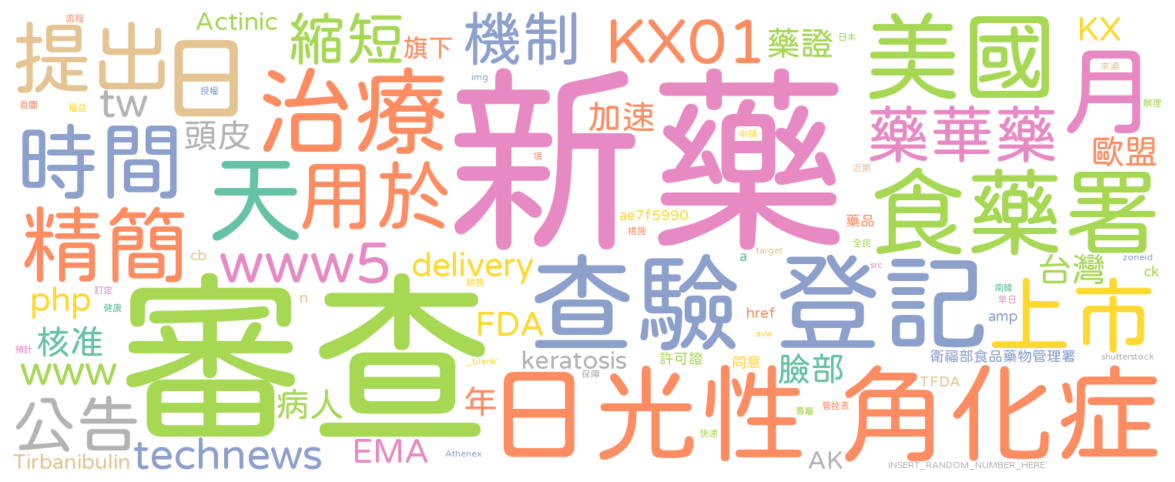 流程
Actinic
縮短
旗下
機制
KX01
藥證
日本
美國
KX
提出
日
授權
img
月
來源
首圖
權益
tw
治療
新藥
加速
申請
辦理
時間
頭皮
項
藥華藥
歐盟
近期
天
用於
ae7f5990
措施
藥品
食藥署
精簡
cb
www5
delivery
銷售
a
target
全民
src
zoneid
台灣
ck
php
訂定
健康
n
審查
查驗登記
南韓
早日
上市
amp
FDA
href
avw
預計
核准
www
_blank'
keratosis
保障
許可證
同意
臉部
衛福部食品藥物管理署
shutterstock
病人
年
日光性
角化症
TFDA
專屬
管拉表
快速
公告
Tirbanibulin
technews
EMA
Athenex
AK
INSERT_RANDOM_NUMBER_HERE'